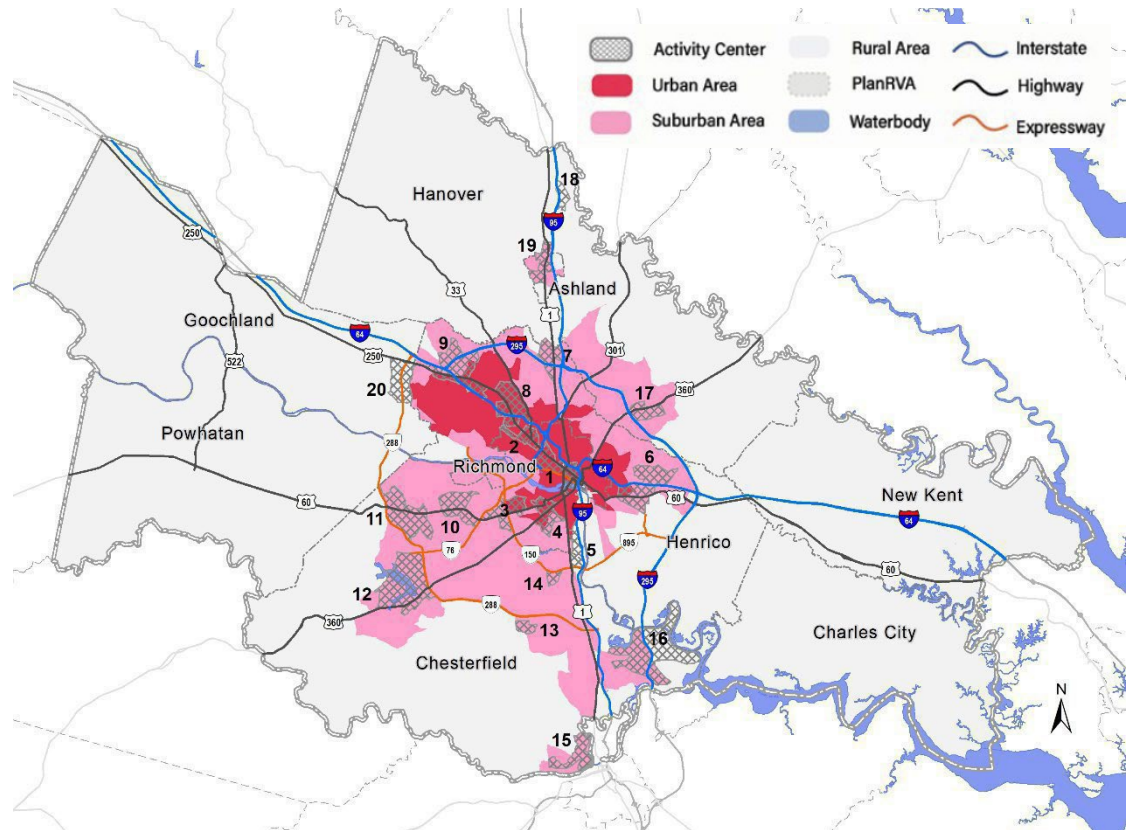 Activity Center
Urban Area
Suburban Area
Rural Area
PlanRVA
Waterbody
Interstate
Highway
Expressway
18
Hanover
95
250
19
33
Ashland
1
Goochland
64
295
301
250
9
7
522
360
20
8
17
Powhatan
288
2
Richmond
6
1
64
60
60
New Kent
11
10
3
95
64
4
Henrico
76
150
895
5
60
12
14
295
288
1
360
13
16
Charles City
Chesterfield
N
15